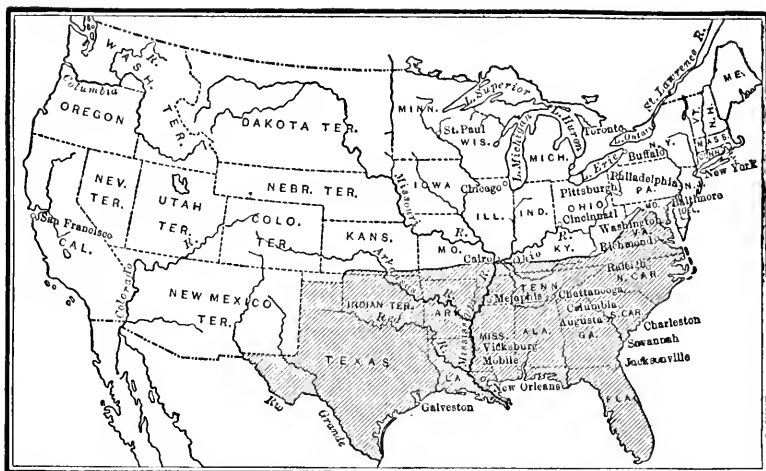 WASH. TER.
R.
Columbia
OREGON
DAKOTA TER.
MINN.
L. Superior
St. Lawrence R.
ME.
VT.
N.H.
MASS.
CONN.
St. Paul
WIS.
L. Michigan
L. Huron
MICH.
Toronto
L. Ontario
N.Y.
Buffalo
L. Erie
New York
NEV. TER.
UTAH TER.
NEBR. TER.
IOWA
Chicago
Missouri
R.
Pittsburgh
Philadelphia
PA.
N.J.
OHIO
Cincinnati
MD.
Baltimore
DEL.
San Francisco
CAL.
COLO. TER.
KANS.
MO.
ILL.
IND.
KY.
Washington
VA.
Richmond
Colorado
R.
Cairo
Ohio
R.
Raleigh
N. CAR.
NEW MEXICO TER.
Arkansas
R.
INDIAN TER.
ARK.
TENN.
Memphis
Chattanooga
Columbia
S. CAR.
Red
R.
Mississippi R.
MISS.
ALA.
Augusta
GA.
Charleston
Savannah
Jacksonville
TEXAS
Vicksburg
Mobile
LA.
New Orleans
FLA.
Rio Grande
Galveston